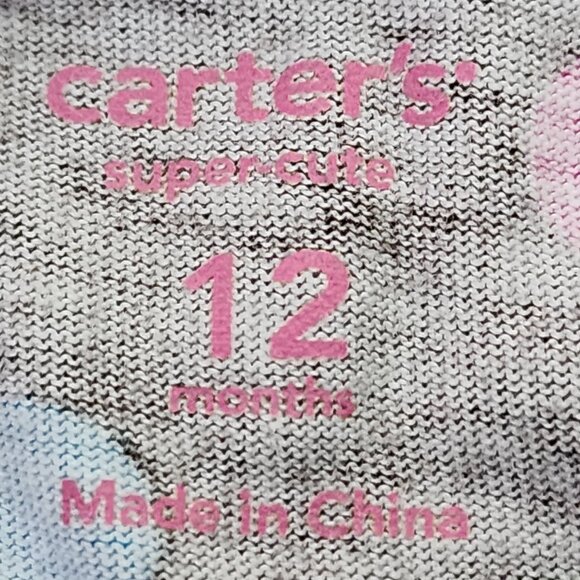 carter's®
super-cute
12
months
Made in China